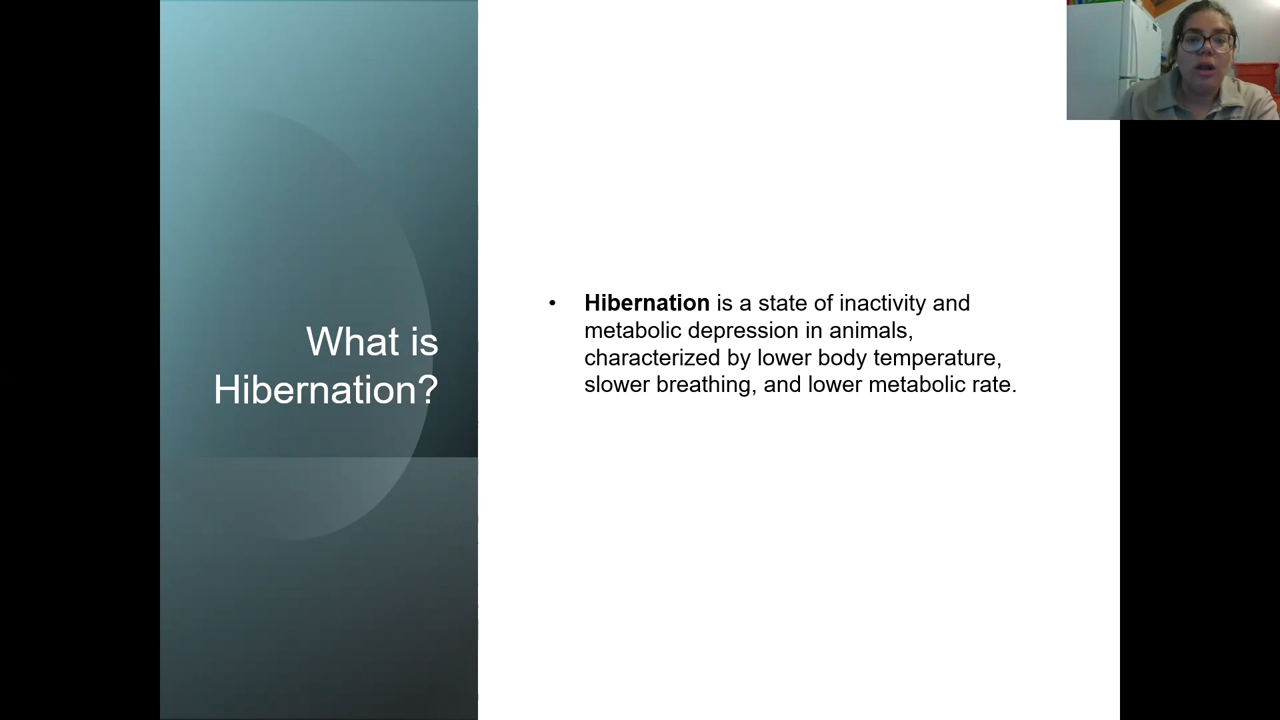 What is
Hibernation?
• Hibernation is a state of inactivity and
metabolic depression in animals,
characterized by lower body temperature,
slower breathing, and lower metabolic rate.